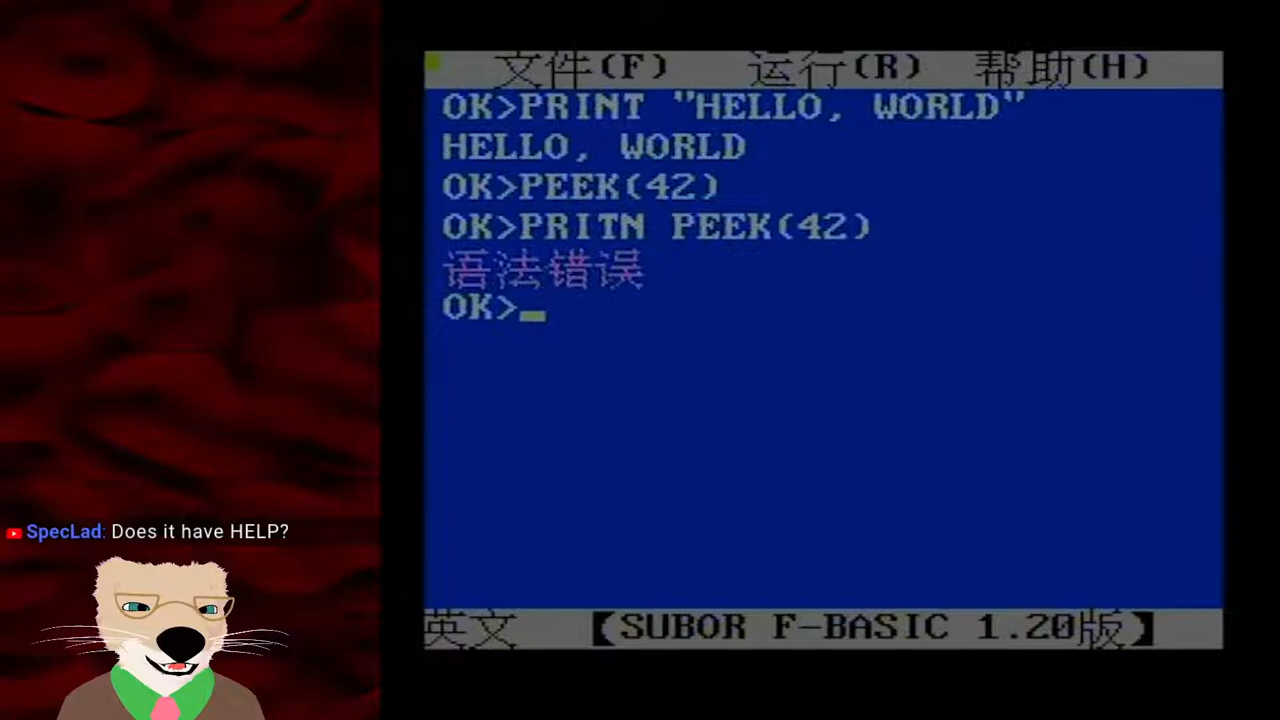 文件(F) 运行(R) 帮助(H)
OK>PRINT "HELLO, WORLD"
HELLO, WORLD
OK>PEEK(42)
OK>PRITN PEEK(42)
语法错误
OK>_
英文 【SUBOR F-BASIC 1.20版】
SpecLad: Does it have HELP?